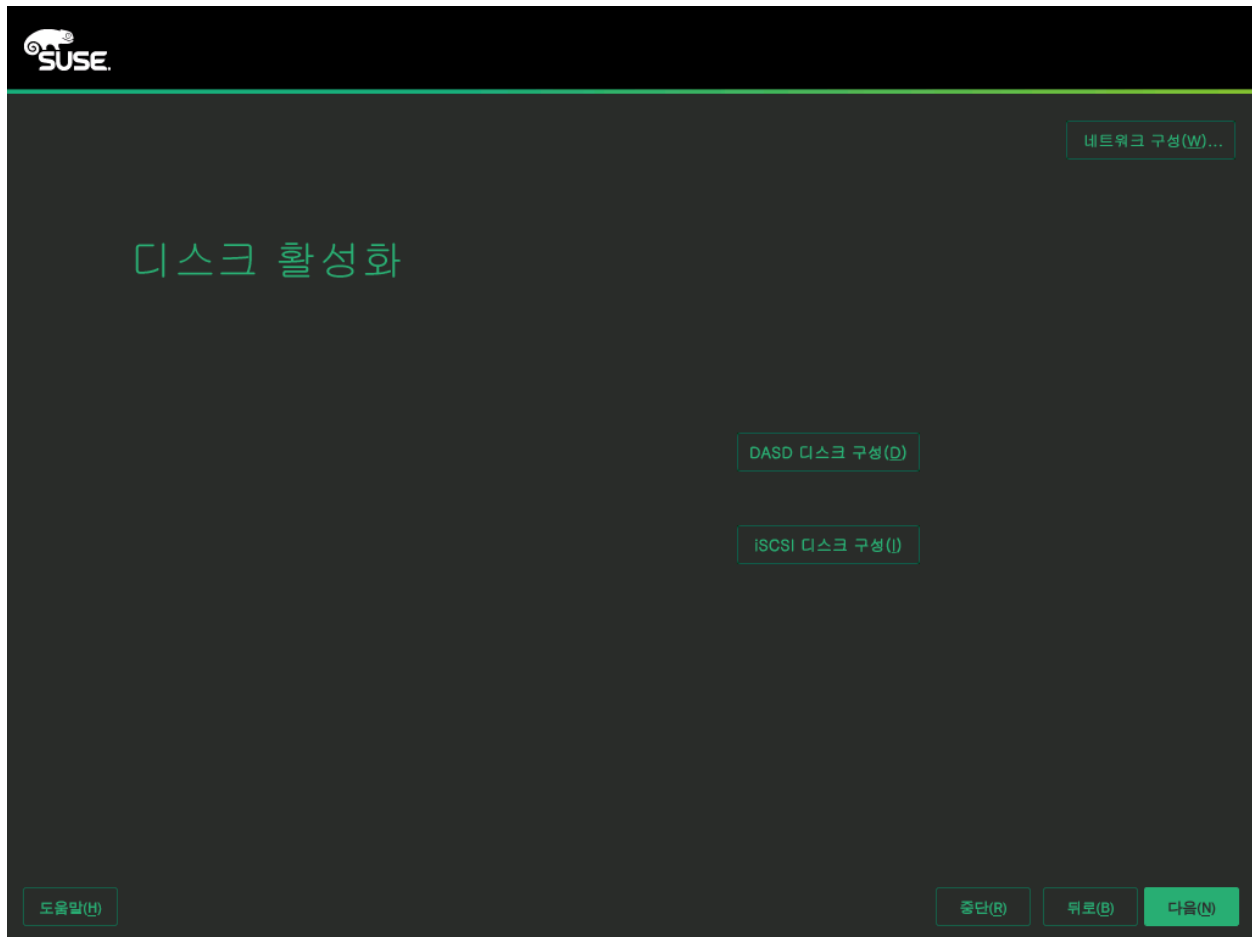 SUSE.
네트워크 구성(W)...
디스크 활성화
DASD 디스크 구성(D)
iSCSI 디스크 구성(I)
도움말(H)
중단(R)
뒤로(B)
다음(N)